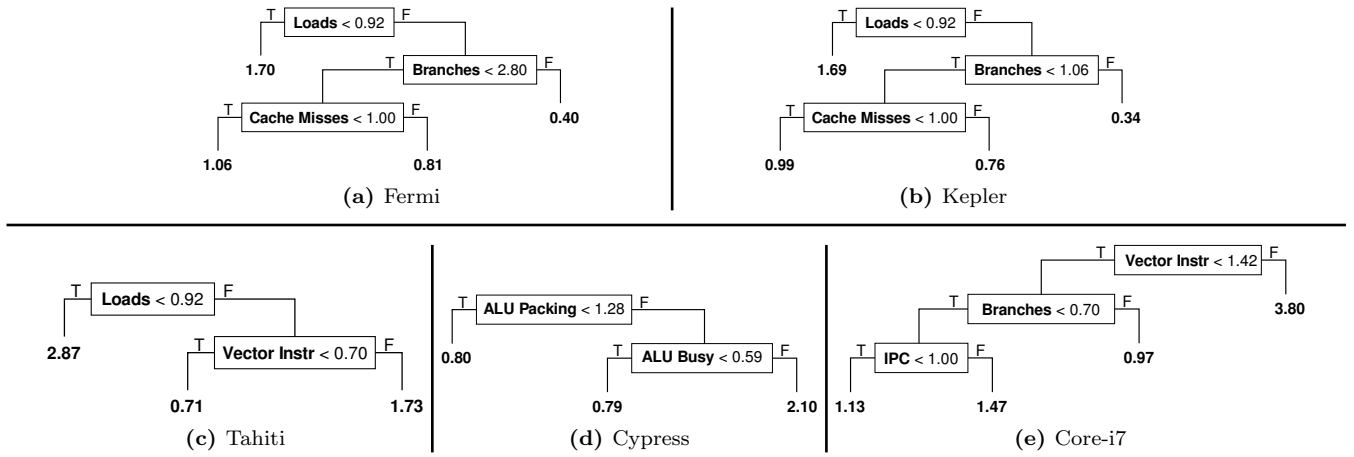 T Loads < 0.92 F
1.70
T Branches < 2.80 F
T Cache Misses < 1.00 F
0.40
1.06
0.81
(a) Fermi
T Loads < 0.92 F
1.69
T Branches < 1.06 F
T Cache Misses < 1.00 F
0.34
0.99
0.76
(b) Kepler
T Loads < 0.92 F
2.87
T Vector Instr < 0.70 F
0.71
1.73
(c) Tahiti
T ALU Packing < 1.28 F
0.80
T ALU Busy < 0.59 F
0.79
2.10
(d) Cypress
T Vector Instr < 1.42 F
3.80
T Branches < 0.70 F
0.97
T IPC < 1.00 F
1.13
1.47
(e) Core-i7